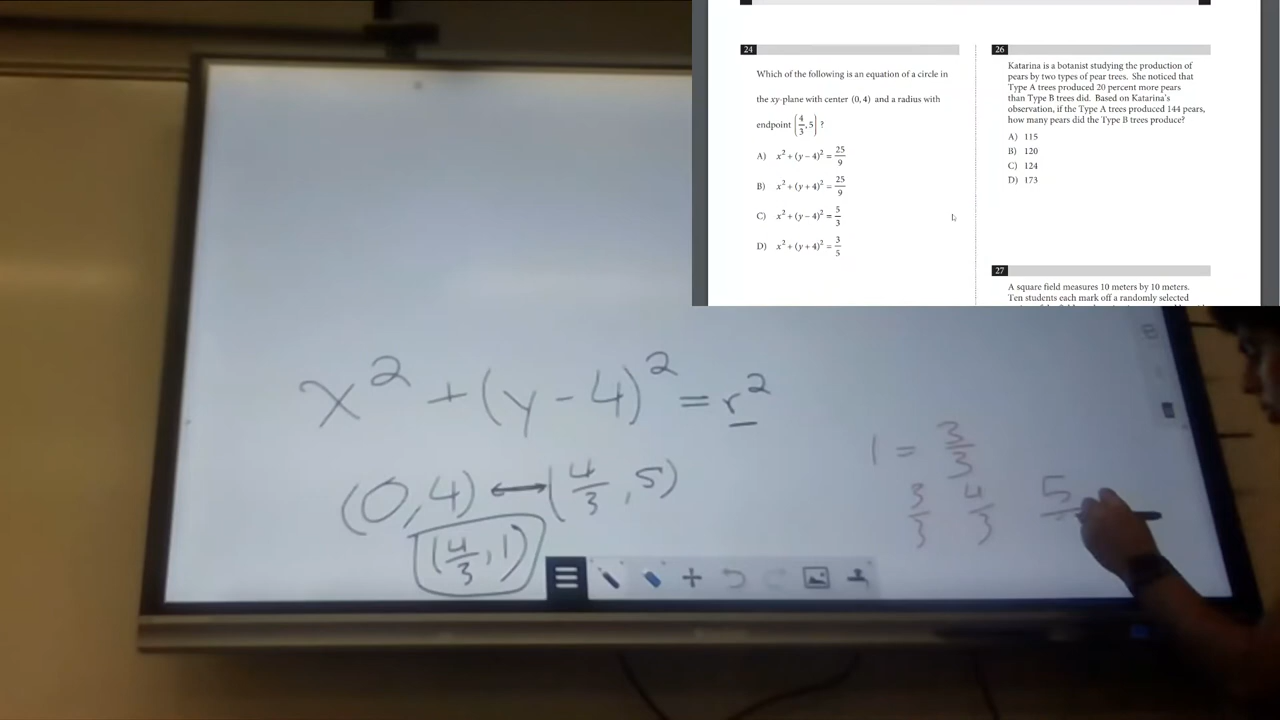 24
Which of the following is an equation of a circle in
the xy-plane with center (0, 4) and a radius with
endpoint (4/3, 5) ?
A) x² + (y − 4)² = 25/9
B) x² + (y + 4)² = 25/9
C) x² + (y − 4)² = 5/3
D) x² + (y + 4)² = 3/5
26
Katarina is a botanist studying the production of
pears by two types of pear trees. She noticed that
Type A trees produced 20 percent more pears
than Type B trees did. Based on Katarina's
observation, if the Type A trees produced 144 pears,
how many pears did the Type B trees produce?
A) 115
B) 120
C) 124
D) 173
27
A square field measures 10 meters by 10 meters.
Ten students each mark off a randomly selected
x² + (y − 4)² = r²
(0, 4) ↔ (4/3, 5)
(4/3, 1)
1 = 3/3
3/3 4/3 5